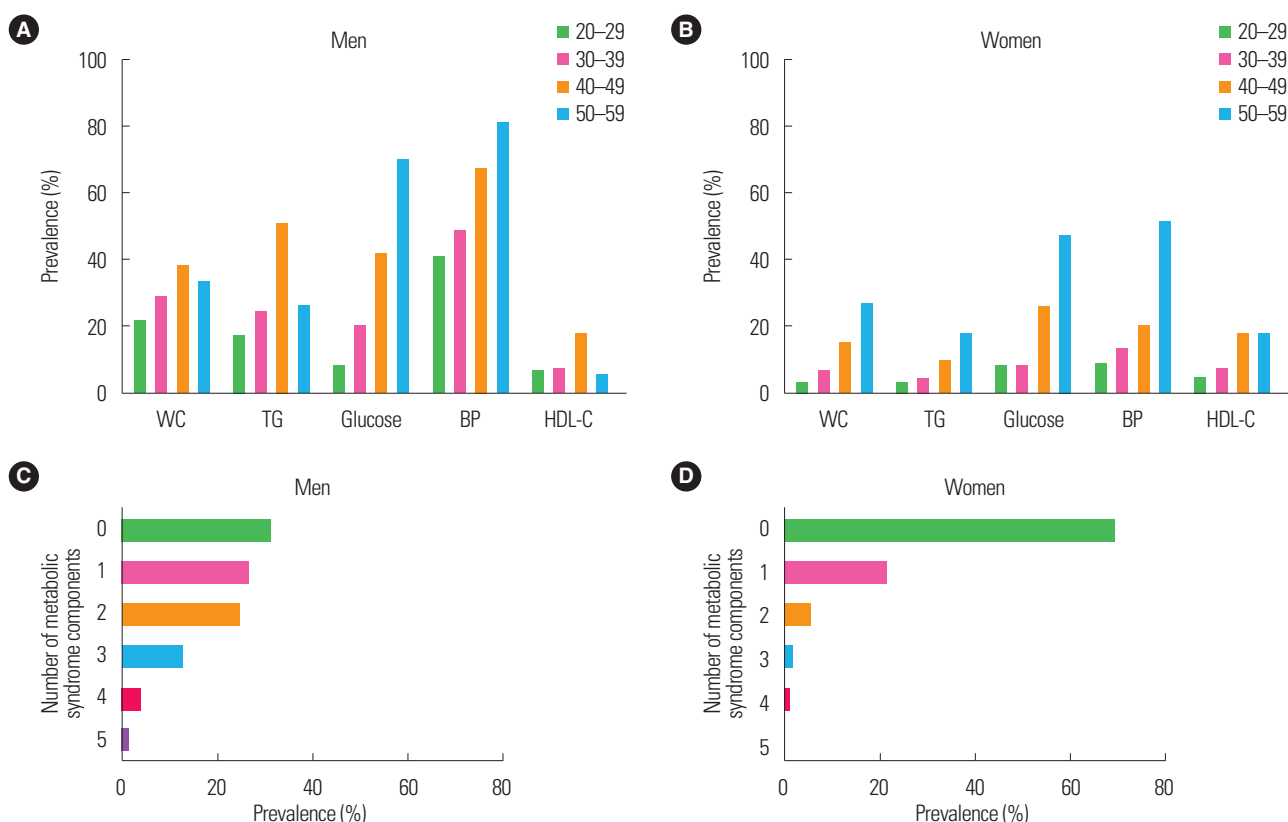 A
Men
20–29
30–39
40–49
50–59
100
80
60
40
20
0
Prevalence (%)
WC TG Glucose BP HDL-C
B
Women
20–29
30–39
40–49
50–59
100
80
60
40
20
0
Prevalence (%)
WC TG Glucose BP HDL-C
C
Men
Number of metabolic
syndrome components
0
1
2
3
4
5
0 20 40 60 80
Prevalence (%)
D
Women
Number of metabolic
syndrome components
0
1
2
3
4
5
0 20 40 60 80
Prevalence (%)